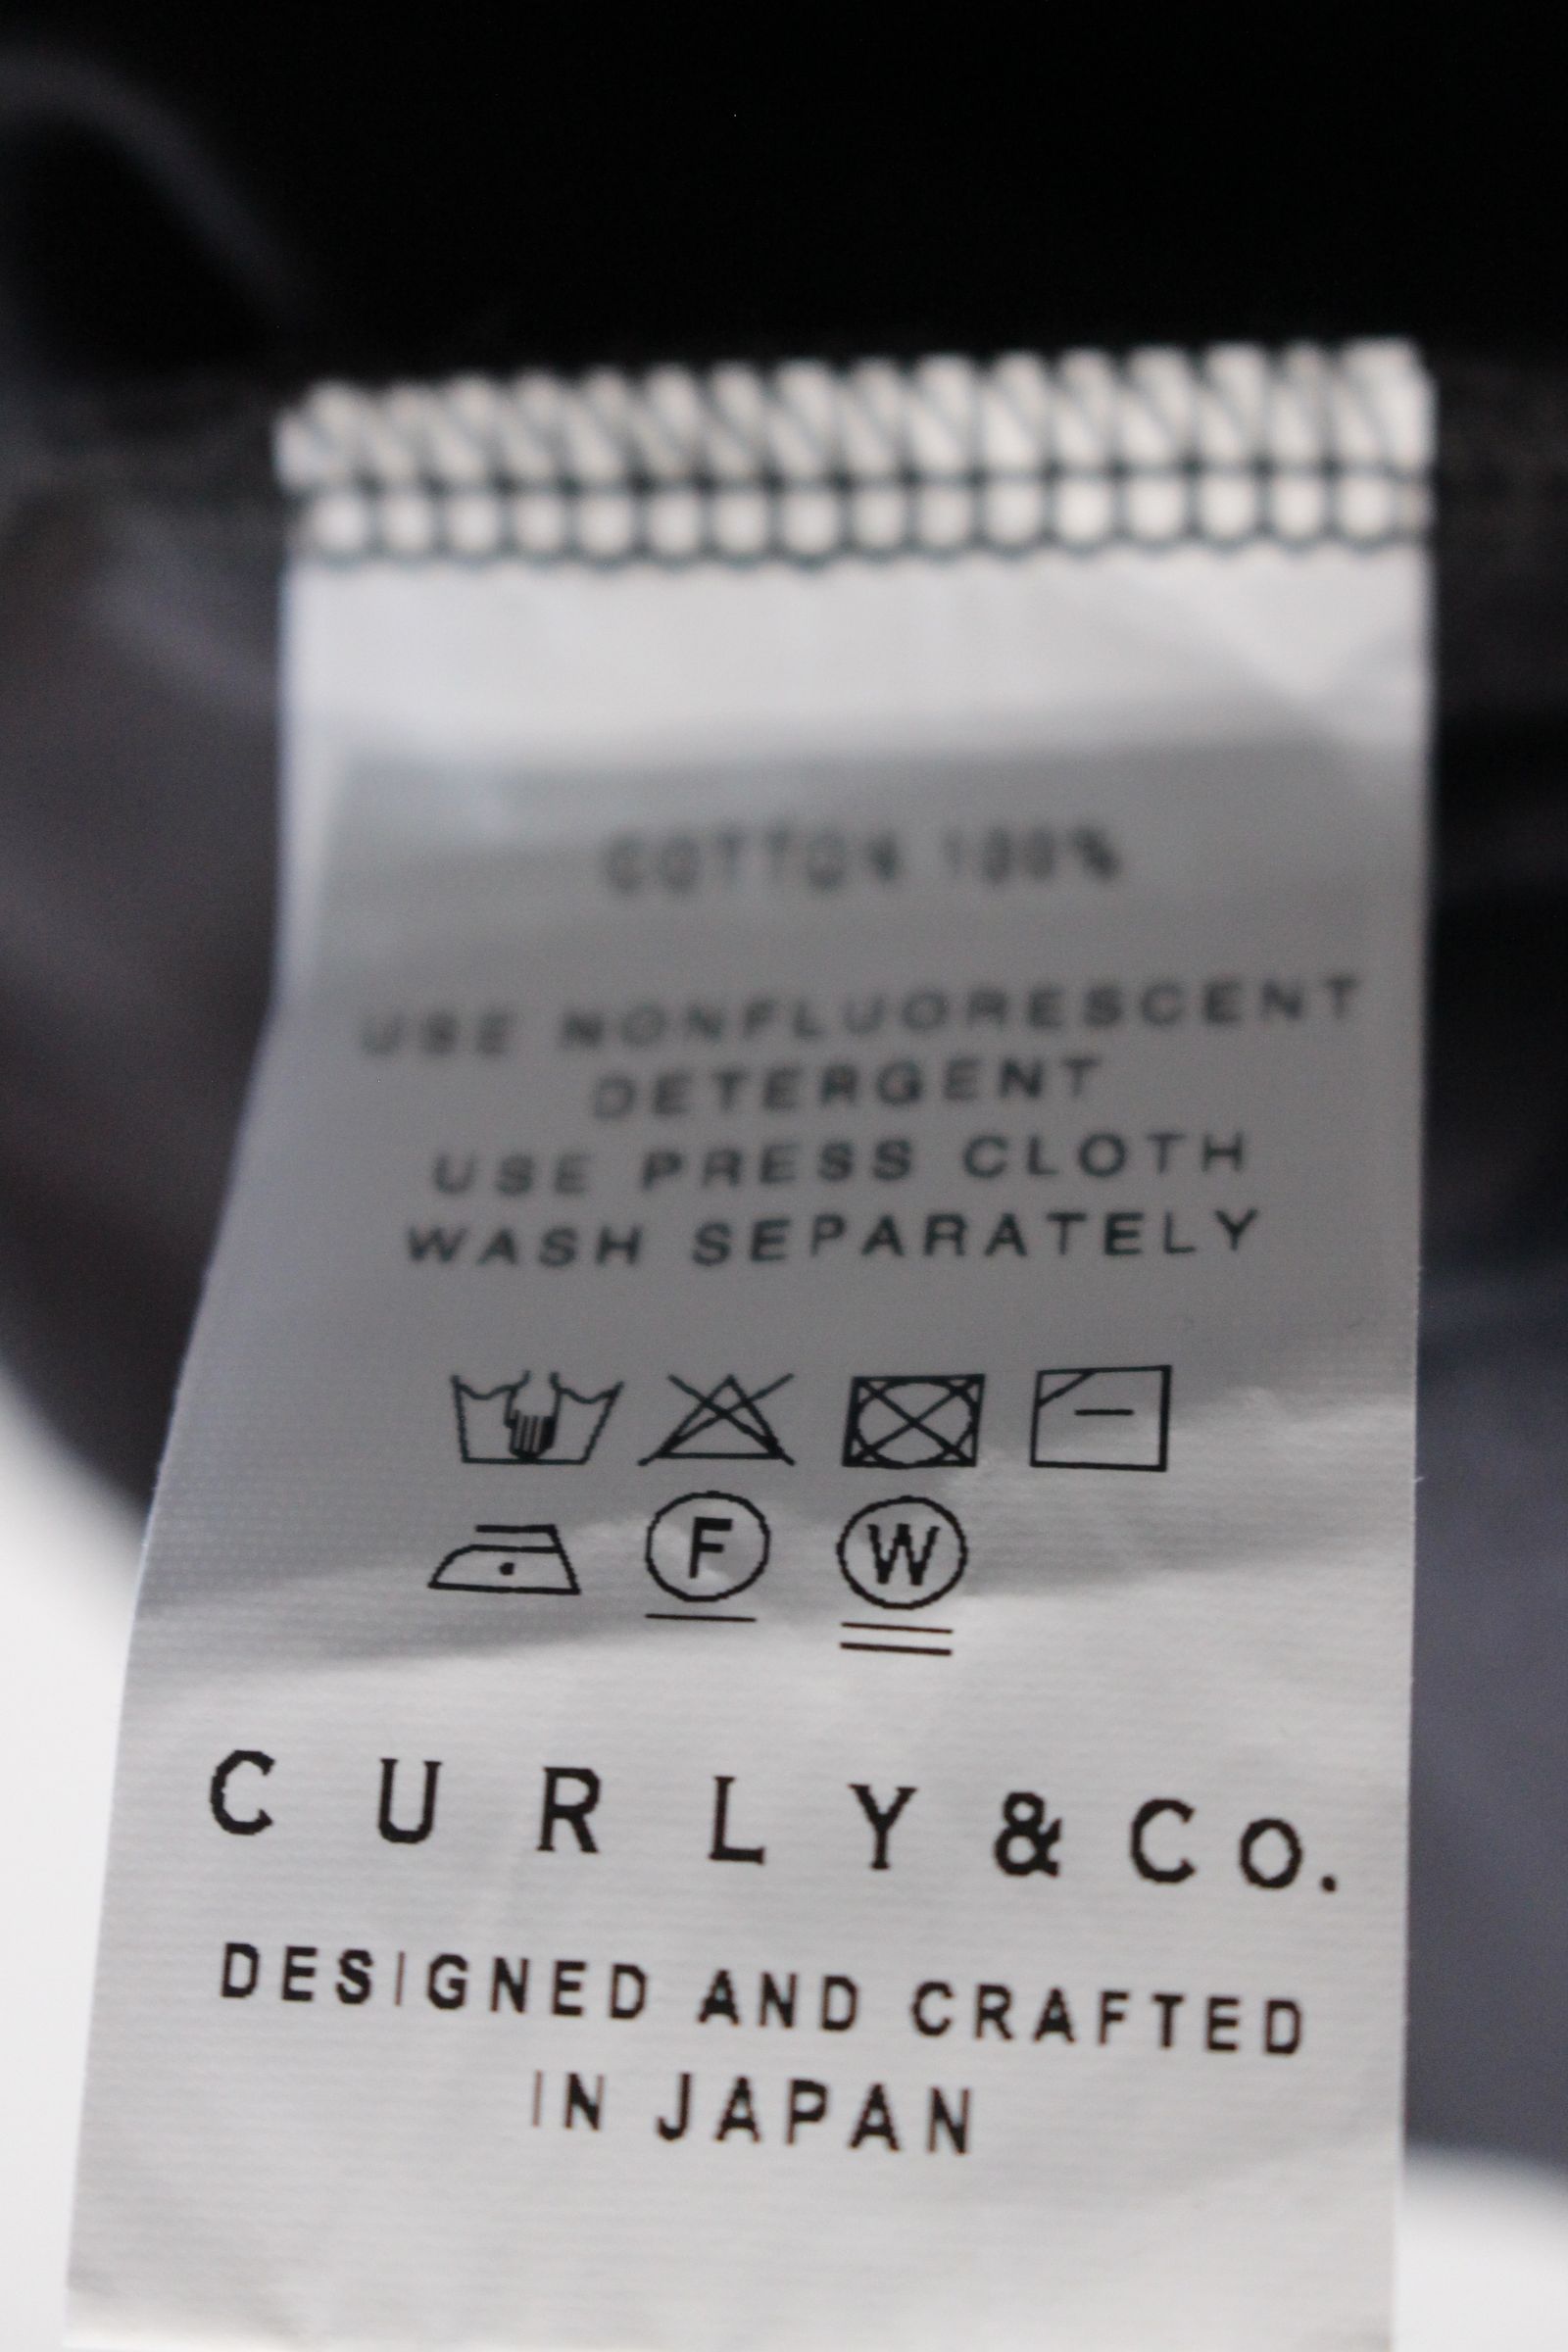 COTTON 100%
USE NONFLUORESCENT
DETERGENT
USE PRESS CLOTH
WASH SEPARATELY
F W
CURLY&Co.
DESIGNED AND CRAFTED
IN JAPAN